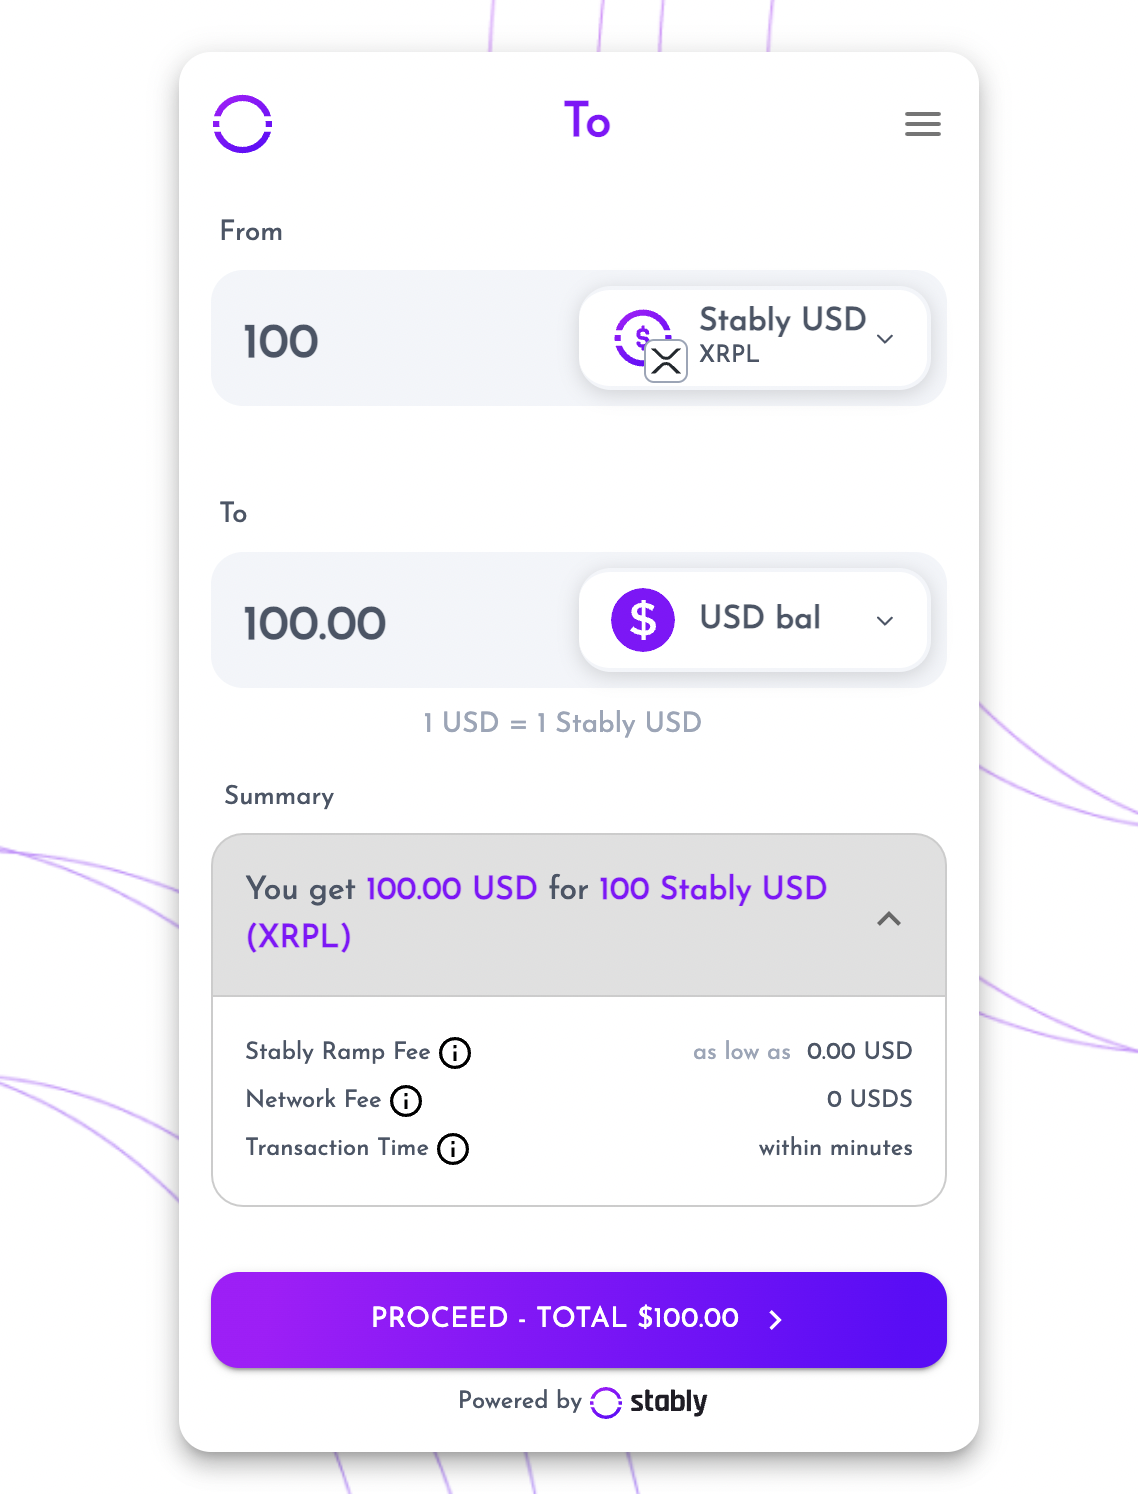 To
From
100
Stably USD
XRPL
To
100.00
USD bal
1 USD = 1 Stably USD
Summary
You get 100.00 USD for 100 Stably USD
(XRPL)
Stably Ramp Fee as low as 0.00 USD
Network Fee 0 USDS
Transaction Time within minutes
PROCEED - TOTAL $100.00
Powered by stably